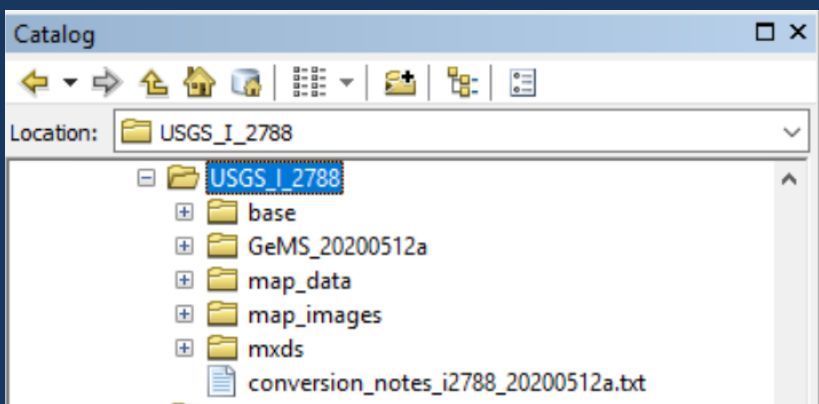 Catalog
Location: USGS_I_2788
USGS_I_2788
base
GeMS_20200512a
map_data
map_images
mxds
conversion_notes_i2788_20200512a.txt